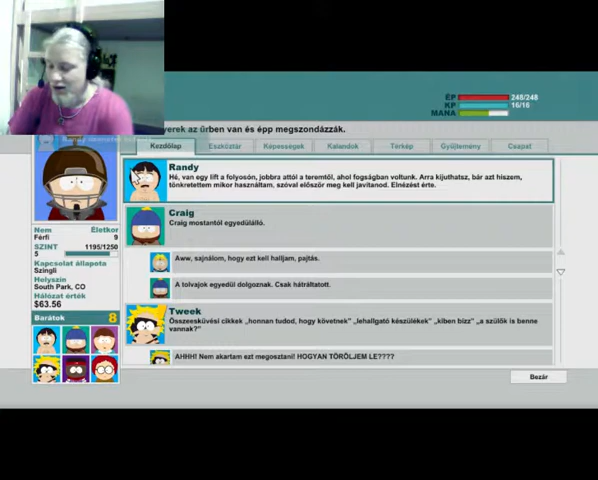 ÉP 248/248
KP 16/16
MANA
yerek az űrben van és épp megszondázzák.
Kezdőlap Eszköztár Képességek Kalandok Térkép Gyűjtemény Csapat
Randy
Hé, van egy lift a folyosón, jobbra attól a teremtől, ahol fogságban voltunk. Arra kijuthatsz, bár azt hiszem,
tönkretettem mikor használtam, szóval először meg kell javítanod. Elnézést érte.
Craig
Craig mostantól egyedülálló.
Aww, sajnálom, hogy ezt kell halljam, pajtás.
A tolvajok egyedül dolgoznak. Csak hátráltatott.
Tweek
Összeesküvési cikkek „honnan tudod, hogy követnek” „lehallgató készülékek” „kiben bízz” „a szülők is benne
vannak?”
AHHH! Nem akartam ezt megosztani! HOGYAN TÖRÖLJEM LE????
Nem Életkor
Férfi 9
SZINT 1195/1250
5
Kapcsolat állapota
Szingli
Helyszín
South Park, CO
Hálózat érték
$63.56
Barátok 8
Bezár